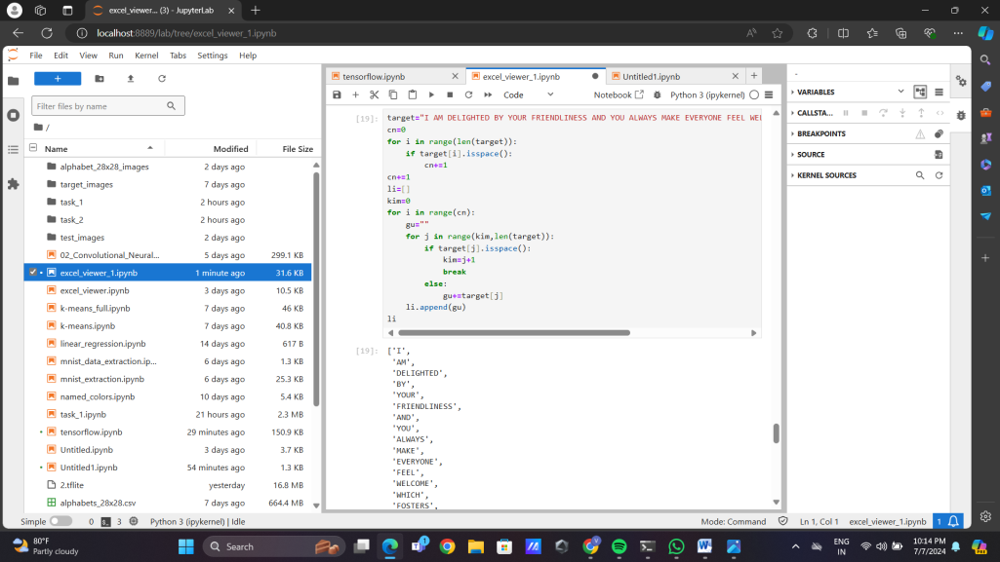 excel_viewer... (3) - JupyterLab
localhost:8889/lab/tree/excel_viewer_1.ipynb
File Edit View Run Kernel Tabs Settings Help
Filter files by name
/
Name Modified File Size
alphabet_28x28_images 2 days ago
target_images 7 days ago
task_1 2 hours ago
task_2 2 hours ago
test_images 2 days ago
02_Convolutional_Neural... 5 days ago 299.1 KB
excel_viewer_1.ipynb 1 minute ago 31.6 KB
excel_viewer.ipynb 3 days ago 10.5 KB
k-means_full.ipynb 7 days ago 46 KB
k-means.ipynb 7 days ago 40.8 KB
linear_regression.ipynb 14 days ago 617 B
mnist_data_extraction.ip... 6 days ago 1.3 KB
mnist_extraction.ipynb 6 days ago 25.3 KB
named_colors.ipynb 10 days ago 5.4 KB
task_1.ipynb 21 hours ago 2.3 MB
tensorflow.ipynb 29 minutes ago 150.9 KB
Untitled.ipynb 3 days ago 3.7 KB
Untitled1.ipynb 54 minutes ago 1.3 KB
2.tflite yesterday 16.8 MB
alphabets_28x28.csv 7 days ago 664.4 MB
tensorflow.ipynb excel_viewer_1.ipynb Untitled1.ipynb
Code Notebook Python 3 (ipykernel)
[19]: target="I AM DELIGHTED BY YOUR FRIENDLINESS AND YOU ALWAYS MAKE EVERYONE FEEL WEL
cn=0
for i in range(len(target)):
    if target[i].isspace():
        cn+=1
cn+=1
li=[]
kim=0
for i in range(cn):
    gu=""
    for j in range(kim,len(target)):
        if target[j].isspace():
            kim=j+1
            break
        else:
            gu+=target[j]
    li.append(gu)
li
[19]: ['I',
'AM',
'DELIGHTED',
'BY',
'YOUR',
'FRIENDLINESS',
'AND',
'YOU',
'ALWAYS',
'MAKE',
'EVERYONE',
'FEEL',
'WELCOME',
'WHICH',
'FOSTERS',
VARIABLES
CALLSTA...
BREAKPOINTS
SOURCE
KERNEL SOURCES
Simple 0 3 Python 3 (ipykernel) | Idle Mode: Command Ln 1, Col 1 excel_viewer_1.ipynb 1
80°F
Partly cloudy
Search
ENG
IN
10:14 PM
7/7/2024